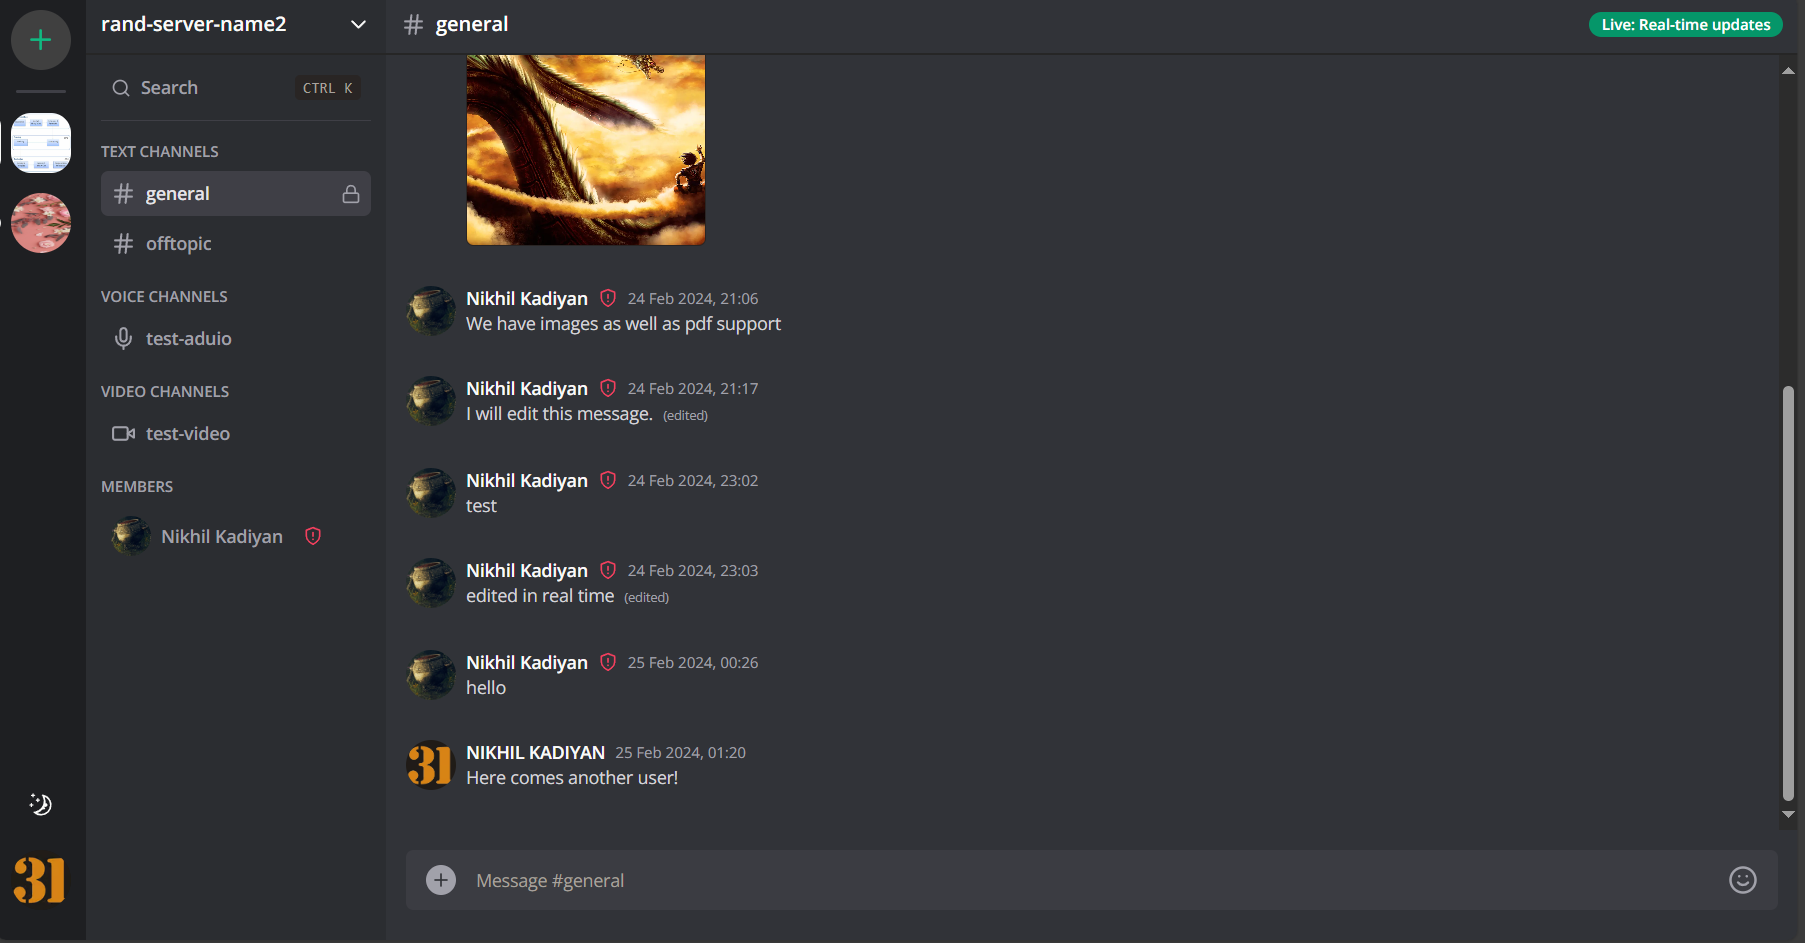 rand-server-name2
Search
CTRL K
TEXT CHANNELS
general
offtopic
VOICE CHANNELS
test-aduio
VIDEO CHANNELS
test-video
MEMBERS
Nikhil Kadiyan
31
# general
Live: Real-time updates
Nikhil Kadiyan 24 Feb 2024, 21:06
We have images as well as pdf support
Nikhil Kadiyan 24 Feb 2024, 21:17
I will edit this message. (edited)
Nikhil Kadiyan 24 Feb 2024, 23:02
test
Nikhil Kadiyan 24 Feb 2024, 23:03
edited in real time (edited)
Nikhil Kadiyan 25 Feb 2024, 00:26
hello
31
NIKHIL KADIYAN 25 Feb 2024, 01:20
Here comes another user!
Message #general